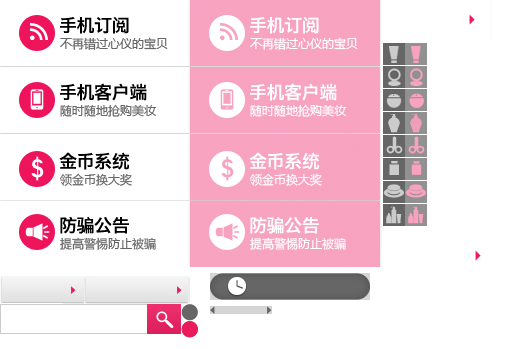 手机订阅
不再错过心仪的宝贝
手机订阅
不再错过心仪的宝贝
手机客户端
随时随地抢购美妆
手机客户端
随时随地抢购美妆
金币系统
领金币换大奖
金币系统
领金币换大奖
防骗公告
提高警惕防止被骗
防骗公告
提高警惕防止被骗